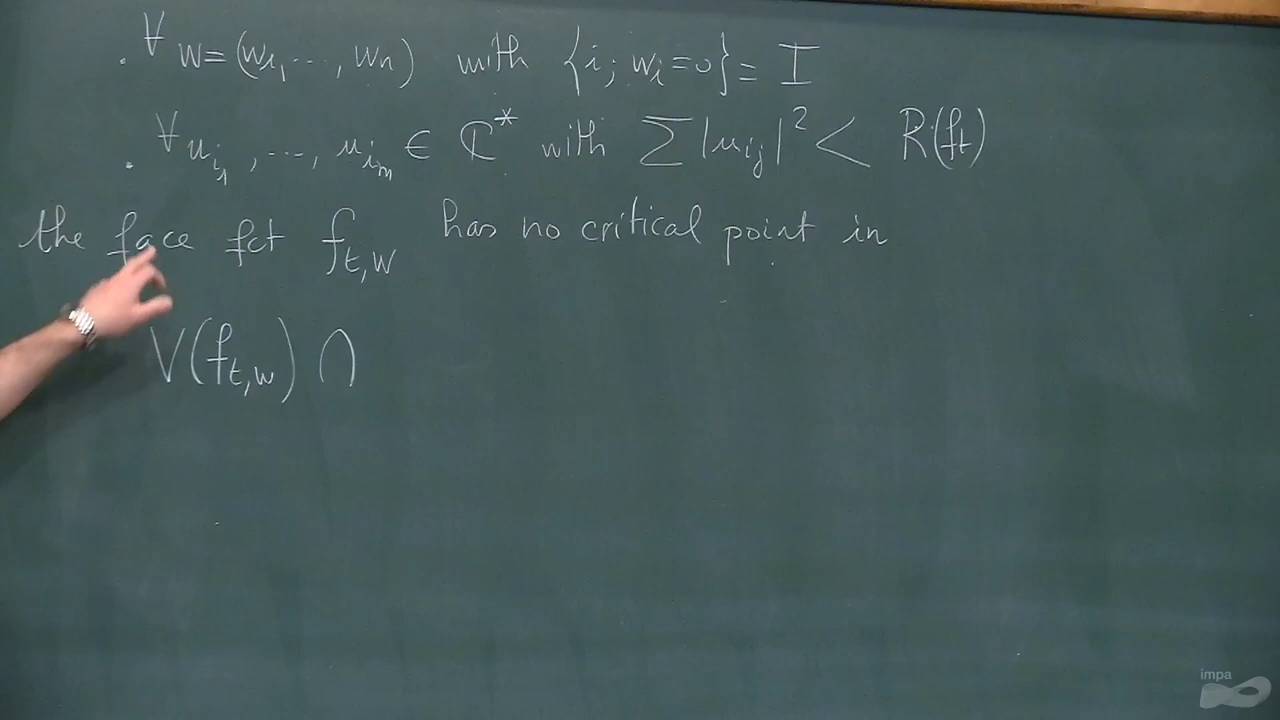 . ∀ w=(w₁, ..., wₙ) with {i; wᵢ=0} = I
. ∀ u_{i₁}, ..., u_{iₘ} ∈ ℂ* with ∑|u_{ij}|² < R(f_t)
the face fct f_{t,w} has no critical point in
V(f_{t,w}) ∩
impa